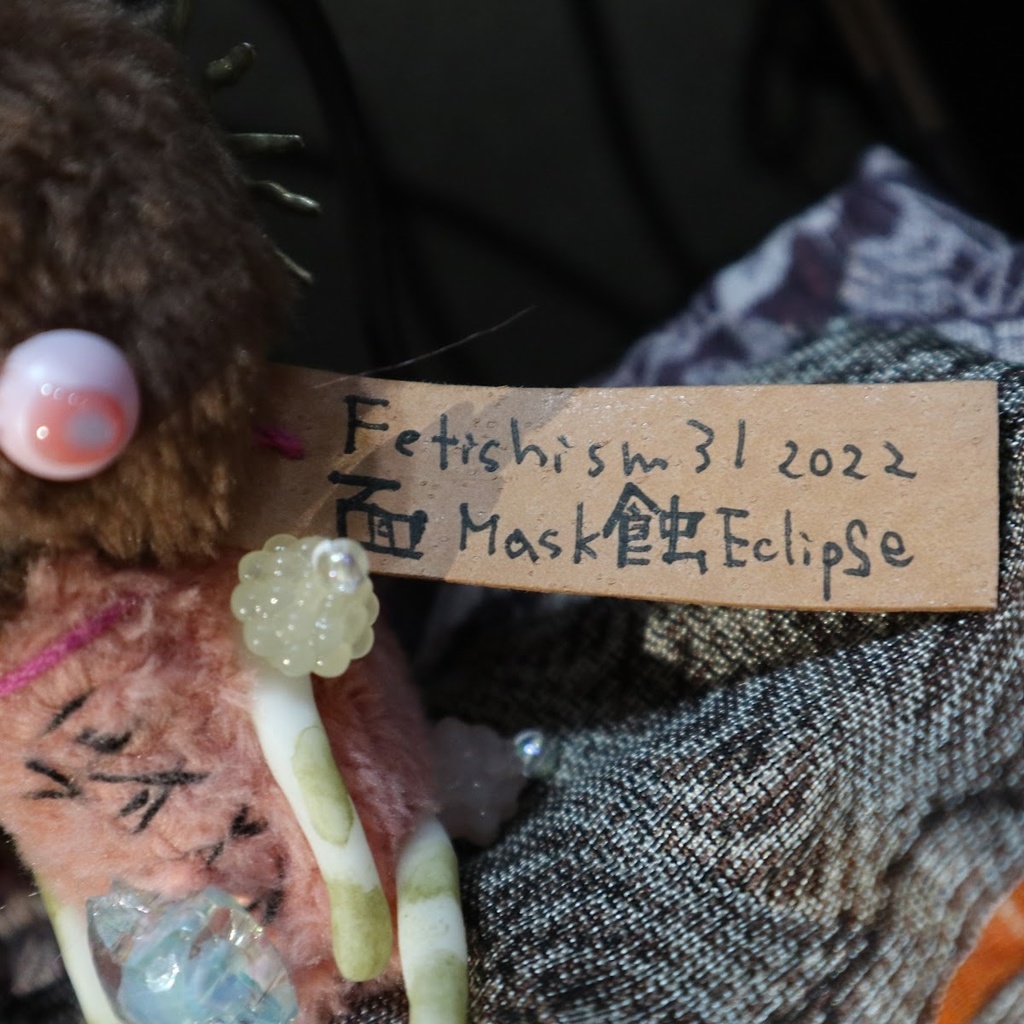 Fetishism 31 2022
面 Mask 蝕 Eclipse